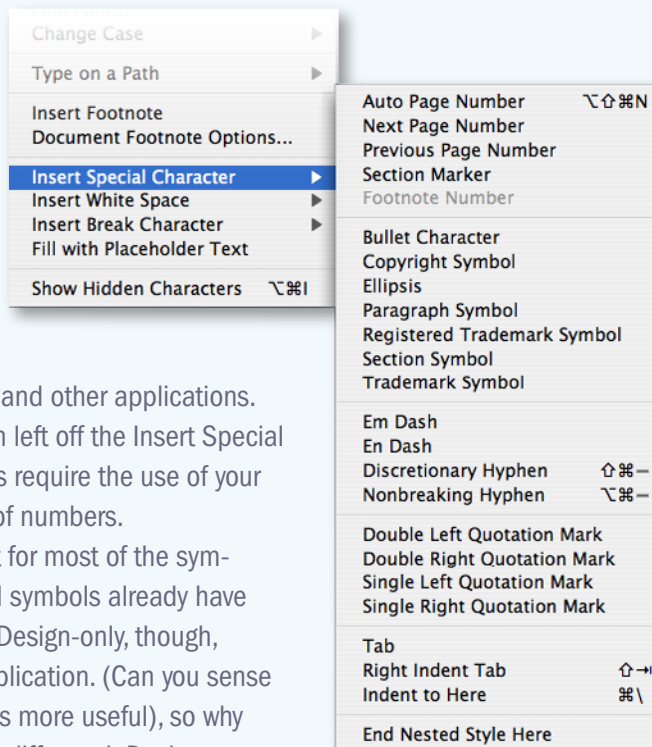 Change Case
Type on a Path
Insert Footnote
Document Footnote Options...
Insert Special Character
Insert White Space
Insert Break Character
Fill with Placeholder Text
Show Hidden Characters ⌥⌘I
Auto Page Number ⌥⇧⌘N
Next Page Number
Previous Page Number
Section Marker
Footnote Number
Bullet Character
Copyright Symbol
Ellipsis
Paragraph Symbol
Registered Trademark Symbol
Section Symbol
Trademark Symbol
Em Dash
En Dash
Discretionary Hyphen ⇧⌘–
Nonbreaking Hyphen ⌥⌘–
Double Left Quotation Mark
Double Right Quotation Mark
Single Left Quotation Mark
Single Right Quotation Mark
Tab
Right Indent Tab ⇧⇥
Indent to Here ⌘\
End Nested Style Here
and other applications.
left off the Insert Special
require the use of your
of numbers.
for most of the sym-
symbols already have
Design-only, though,
plication. (Can you sense
s more useful), so why